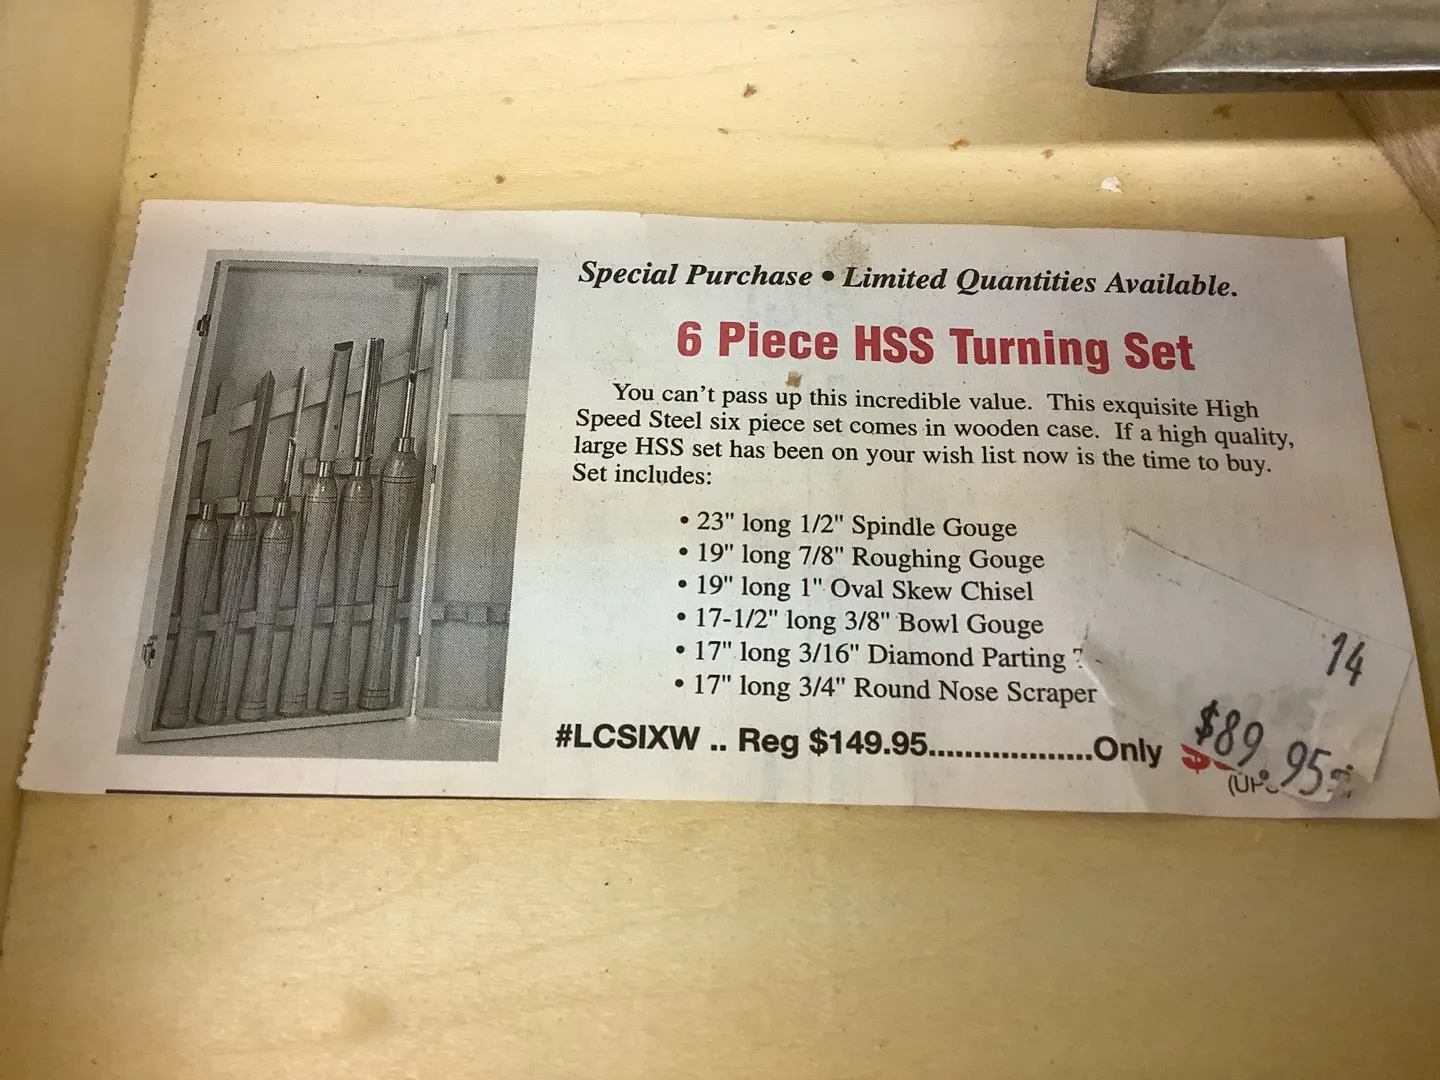 Special Purchase • Limited Quantities Available.
6 Piece HSS Turning Set
You can't pass up this incredible value. This exquisite High
Speed Steel six piece set comes in wooden case. If a high quality,
large HSS set has been on your wish list now is the time to buy.
Set includes:
• 23" long 1/2" Spindle Gouge
• 19" long 7/8" Roughing Gouge
• 19" long 1" Oval Skew Chisel
• 17-1/2" long 3/8" Bowl Gouge
• 17" long 3/16" Diamond Parting
• 17" long 3/4" Round Nose Scraper
14
#LCSIXW .. Reg $149.95..................Only $89.95